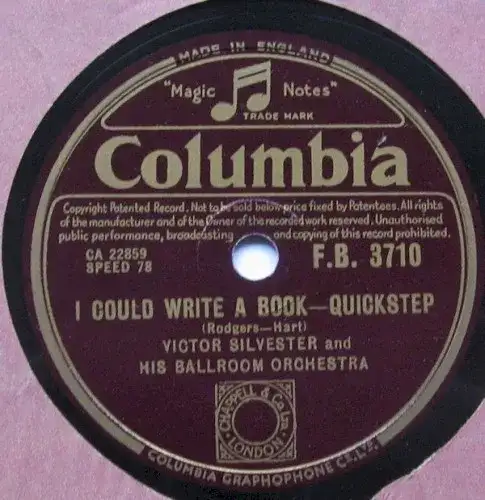 MADE IN ENGLAND
"Magic Notes"
TRADE MARK
Columbia
Copyright Patented Record. Not to be sold below price fixed by Patentees. All rights
of the manufacturer and of the Owner of the recorded work reserved. Unauthorised
public performance, broadcasting and copying of this record prohibited.
CA 22859
SPEED 78
F.B. 3710
I COULD WRITE A BOOK—QUICKSTEP
(Rodgers—Hart)
VICTOR SILVESTER and
HIS BALLROOM ORCHESTRA
CHAPPELL & Co Ltd.
LONDON
COLUMBIA GRAPHOPHONE Co. LTD.